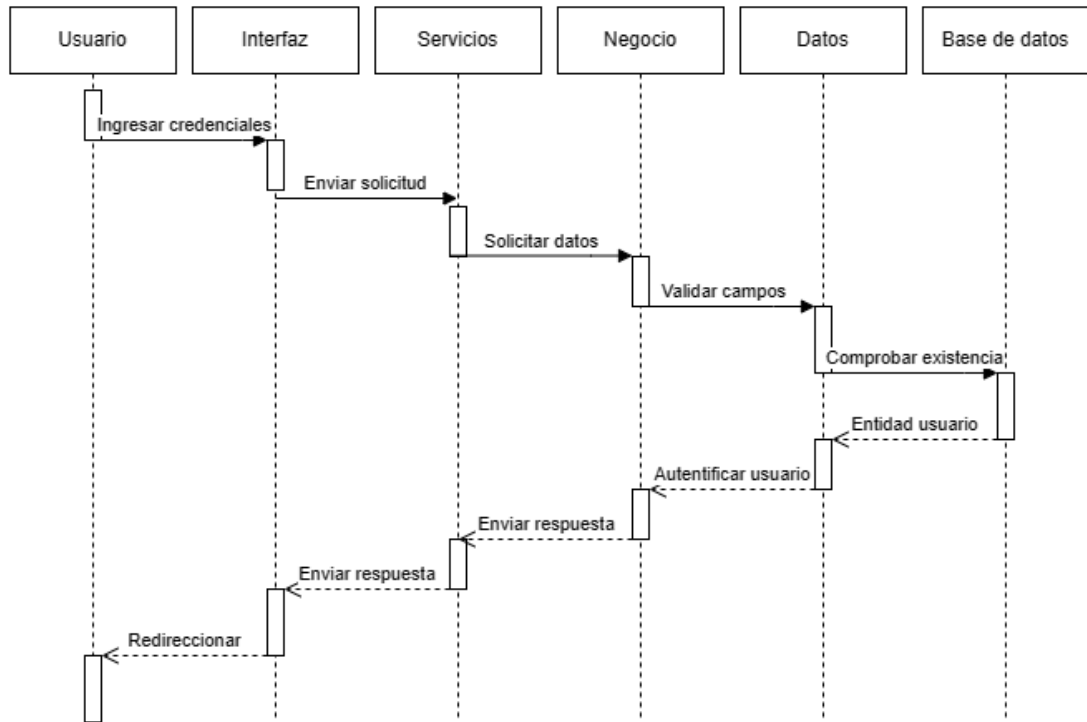 Usuario
Interfaz
Servicios
Negocio
Datos
Base de datos
Ingresar credenciales
Enviar solicitud
Solicitar datos
Validar campos
Comprobar existencia
Entidad usuario
Autentificar usuario
Enviar respuesta
Enviar respuesta
Redireccionar